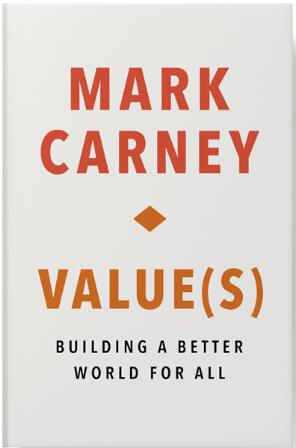 MARK
CARNEY
VALUE(S)
BUILDING A BETTER
WORLD FOR ALL